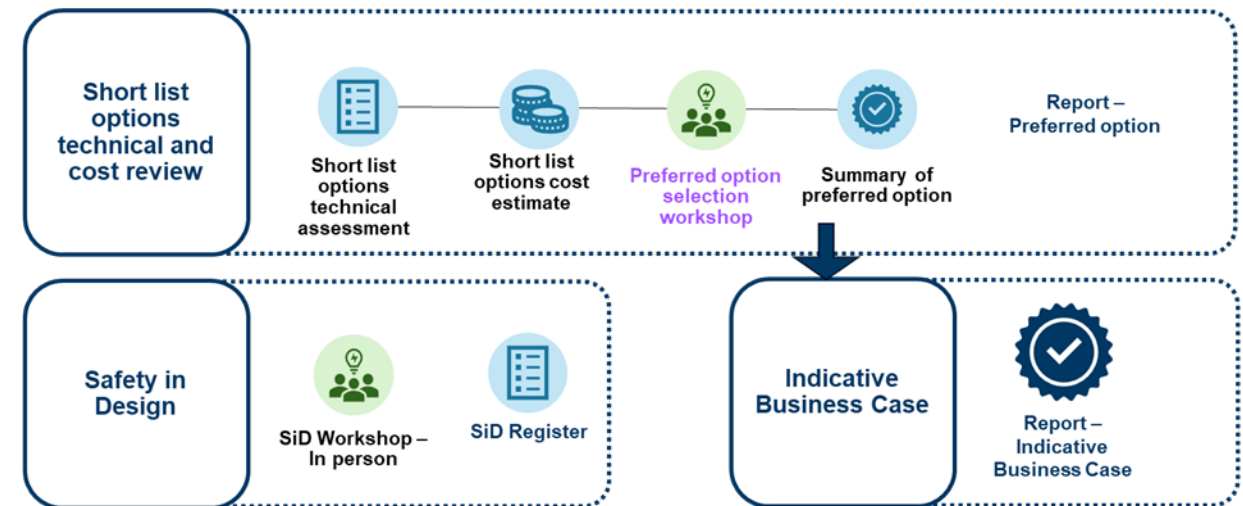 Short list
options
technical and
cost review
Short list
options
technical
assessment
Short list
options cost
estimate
Preferred option
selection
workshop
Summary of
preferred option
Report –
Preferred option
Safety in
Design
SiD Workshop –
In person
SiD Register
Indicative
Business Case
Report –
Indicative
Business Case